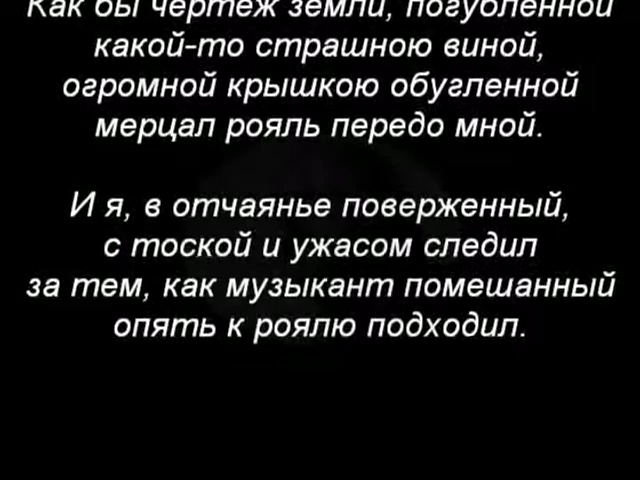 Как бы чертеж земли, погубленной
какой-то страшною виной,
огромной крышкою обугленной
мерцал рояль передо мной.
И я, в отчаянье поверженный,
с тоской и ужасом следил
за тем, как музыкант помешанный
опять к роялю подходил.